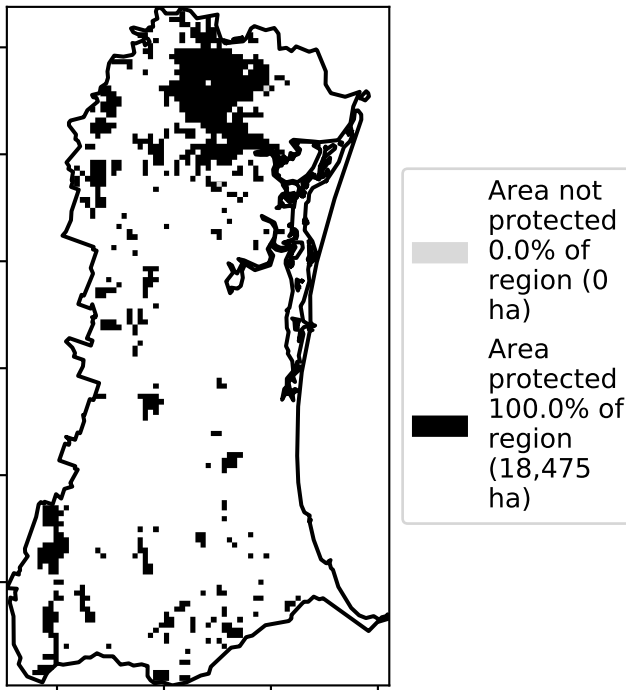 Area not
protected
0.0% of
region (0
ha)
Area
protected
100.0% of
region
(18,475
ha)